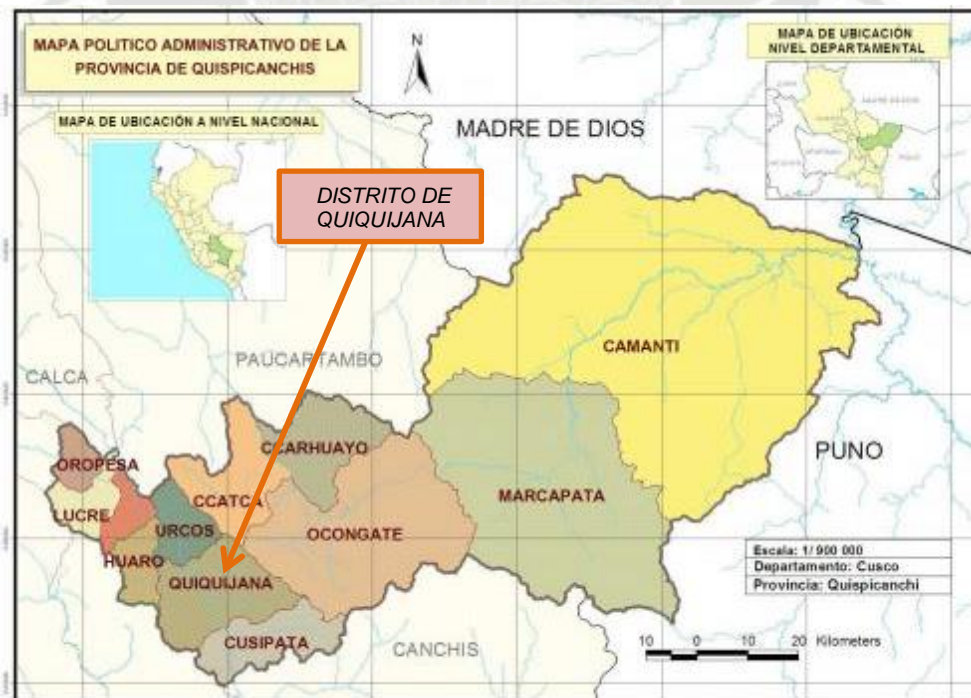 MAPA POLITICO ADMINISTRATIVO DE LA
PROVINCIA DE QUISPICANCHIS
N
MAPA DE UBICACIÓN
NIVEL DEPARTAMENTAL
MAPA DE UBICACIÓN A NIVEL NACIONAL
MADRE DE DIOS
DISTRITO DE
QUIQUIJANA
CAMANTI
PAUCARTAMBO
CALCA
CCARHUAYO
PUNO
OROPESA
CCATCA
MARCAPATA
LUCRE
URCOS
OCONGATE
HUARO
QUIQUIJANA
CUSIPATA
CANCHIS
Escala: 1/ 900 000
Departamento: Cusco
Provincia: Quispicanchi
10 0 10 20 Kilometers